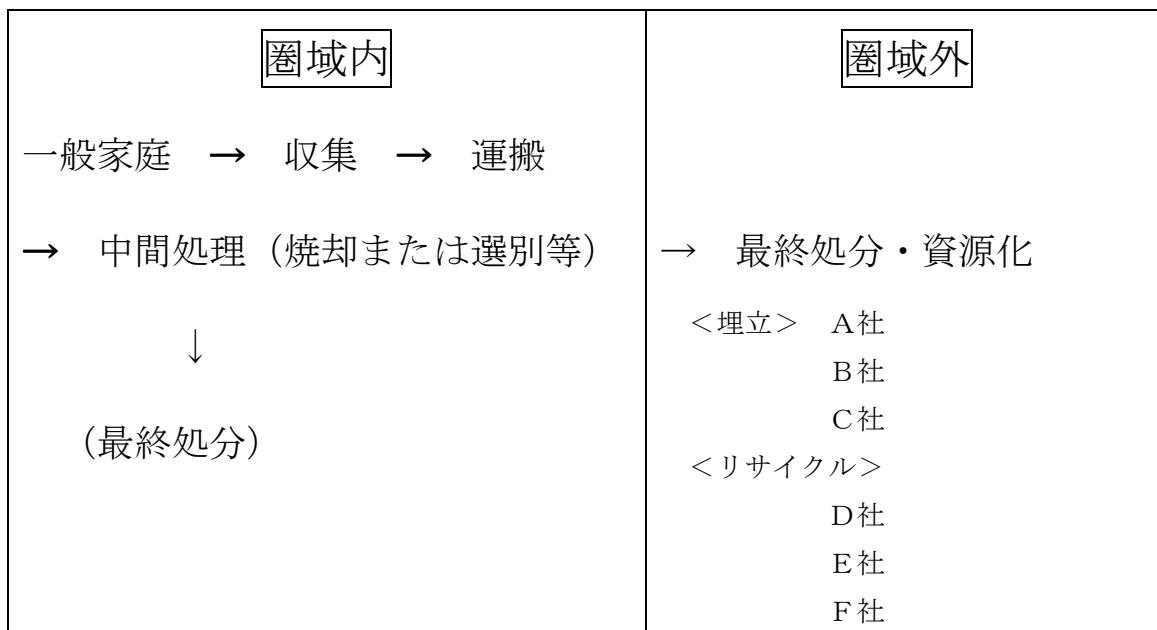 圏域内
一般家庭　→　収集　→　運搬
→　中間処理（焼却または選別等）
↓
（最終処分）
圏域外
→　最終処分・資源化
＜埋立＞　Ａ社
Ｂ社
Ｃ社
＜リサイクル＞
Ｄ社
Ｅ社
Ｆ社